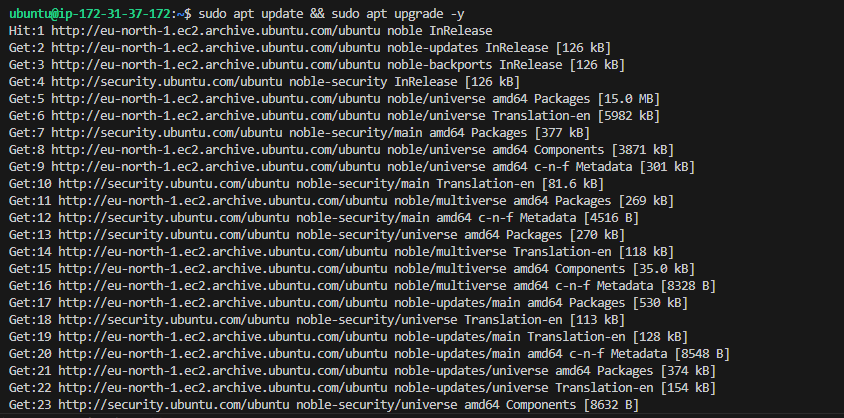 ubuntu@ip-172-31-37-172:~$ sudo apt update && sudo apt upgrade -y
Hit:1 http://eu-north-1.ec2.archive.ubuntu.com/ubuntu noble InRelease
Get:2 http://eu-north-1.ec2.archive.ubuntu.com/ubuntu noble-updates InRelease [126 kB]
Get:3 http://eu-north-1.ec2.archive.ubuntu.com/ubuntu noble-backports InRelease [126 kB]
Get:4 http://security.ubuntu.com/ubuntu noble-security InRelease [126 kB]
Get:5 http://eu-north-1.ec2.archive.ubuntu.com/ubuntu noble/universe amd64 Packages [15.0 MB]
Get:6 http://eu-north-1.ec2.archive.ubuntu.com/ubuntu noble/universe Translation-en [5982 kB]
Get:7 http://security.ubuntu.com/ubuntu noble-security/main amd64 Packages [377 kB]
Get:8 http://eu-north-1.ec2.archive.ubuntu.com/ubuntu noble/universe amd64 Components [3871 kB]
Get:9 http://eu-north-1.ec2.archive.ubuntu.com/ubuntu noble/universe amd64 c-n-f Metadata [301 kB]
Get:10 http://security.ubuntu.com/ubuntu noble-security/main Translation-en [81.6 kB]
Get:11 http://eu-north-1.ec2.archive.ubuntu.com/ubuntu noble/multiverse amd64 Packages [269 kB]
Get:12 http://security.ubuntu.com/ubuntu noble-security/main amd64 c-n-f Metadata [4516 B]
Get:13 http://security.ubuntu.com/ubuntu noble-security/universe amd64 Packages [270 kB]
Get:14 http://eu-north-1.ec2.archive.ubuntu.com/ubuntu noble/multiverse Translation-en [118 kB]
Get:15 http://eu-north-1.ec2.archive.ubuntu.com/ubuntu noble/multiverse amd64 Components [35.0 kB]
Get:16 http://eu-north-1.ec2.archive.ubuntu.com/ubuntu noble/multiverse amd64 c-n-f Metadata [8328 B]
Get:17 http://eu-north-1.ec2.archive.ubuntu.com/ubuntu noble-updates/main amd64 Packages [530 kB]
Get:18 http://security.ubuntu.com/ubuntu noble-security/universe Translation-en [113 kB]
Get:19 http://eu-north-1.ec2.archive.ubuntu.com/ubuntu noble-updates/main Translation-en [128 kB]
Get:20 http://eu-north-1.ec2.archive.ubuntu.com/ubuntu noble-updates/main amd64 c-n-f Metadata [8548 B]
Get:21 http://eu-north-1.ec2.archive.ubuntu.com/ubuntu noble-updates/universe amd64 Packages [374 kB]
Get:22 http://eu-north-1.ec2.archive.ubuntu.com/ubuntu noble-updates/universe Translation-en [154 kB]
Get:23 http://security.ubuntu.com/ubuntu noble-security/universe amd64 Components [8632 B]